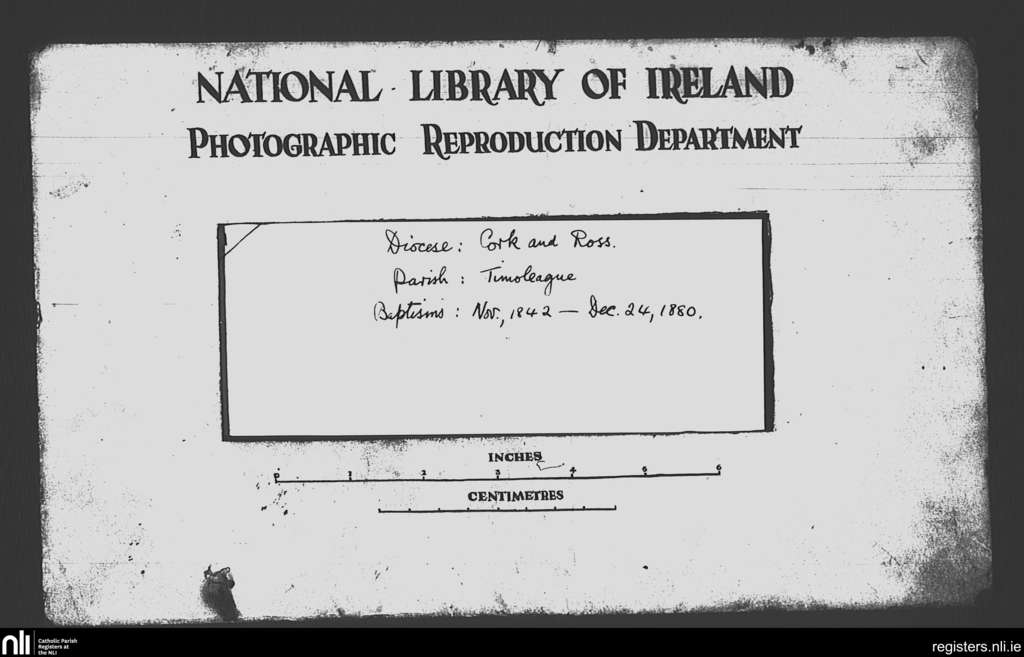 NATIONAL LIBRARY OF IRELAND
PHOTOGRAPHIC REPRODUCTION DEPARTMENT
Diocese: Cork and Ross.
Parish: Timoleague
Baptisms: Nov., 1842 — Dec. 24, 1880.
INCHES
0 1 2 3 4 5 6
CENTIMETRES
nli Catholic Parish
Registers at
the NLI
registers.nli.ie